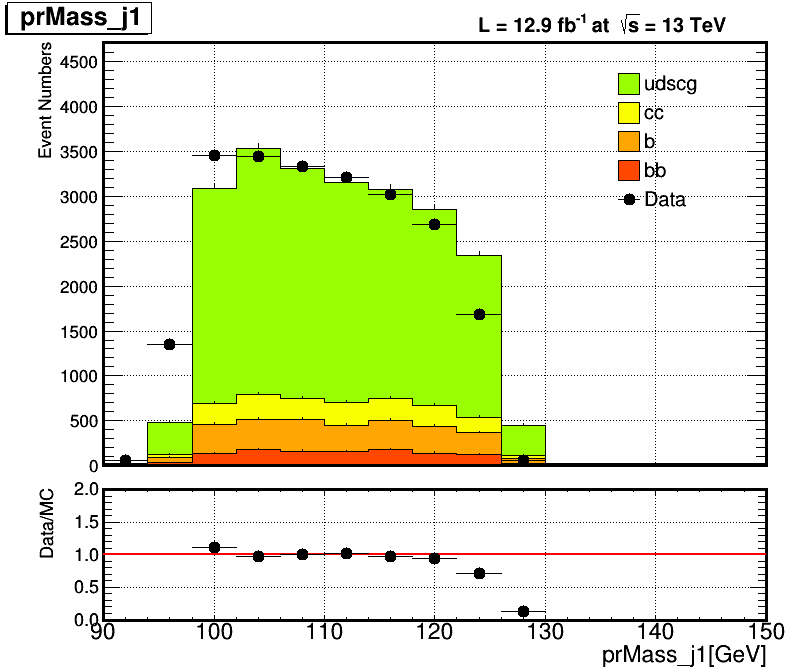 prMass_j1
L = 12.9 fb⁻¹ at √s = 13 TeV
Event Numbers
4500
4000
3500
3000
2500
2000
1500
1000
500
0
udscg
cc
b
bb
Data
Data/MC
2.0
1.5
1.0
0.5
0.0
90 100 110 120 130 140 150
prMass_j1[GeV]